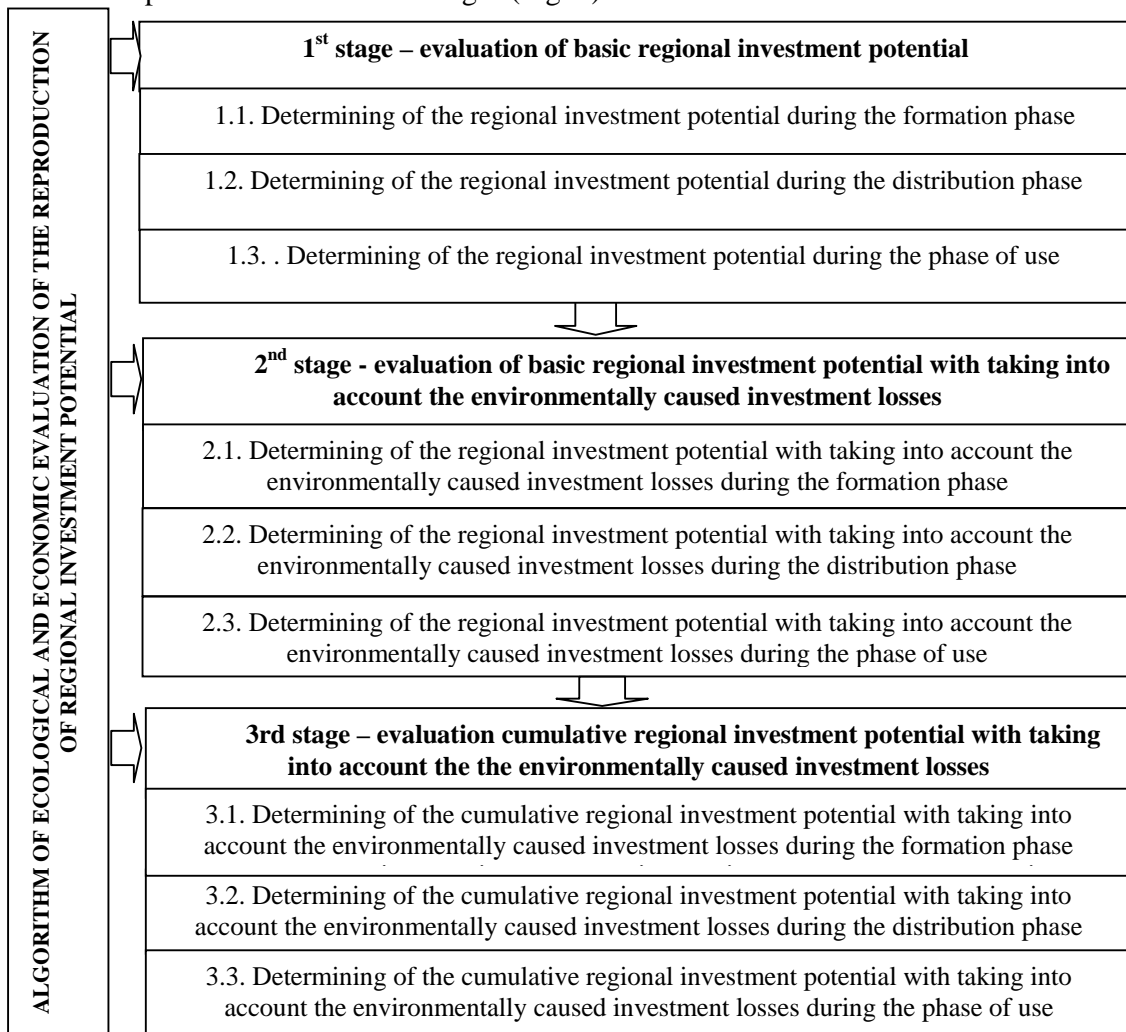 ALGORITHM OF ECOLOGICAL AND ECONOMIC EVALUATION OF THE REPRODUCTION
OF REGIONAL INVESTMENT POTENTIAL
1st stage – evaluation of basic regional investment potential
1.1. Determining of the regional investment potential during the formation phase
1.2. Determining of the regional investment potential during the distribution phase
1.3. . Determining of the regional investment potential during the phase of use
2nd stage - evaluation of basic regional investment potential with taking into
account the environmentally caused investment losses
2.1. Determining of the regional investment potential with taking into account the
environmentally caused investment losses during the formation phase
2.2. Determining of the regional investment potential with taking into account the
environmentally caused investment losses during the distribution phase
2.3. Determining of the regional investment potential with taking into account the
environmentally caused investment losses during the phase of use
3rd stage – evaluation cumulative regional investment potential with taking
into account the the environmentally caused investment losses
3.1. Determining of the cumulative regional investment potential with taking into
account the environmentally caused investment losses during the formation phase
3.2. Determining of the cumulative regional investment potential with taking into
account the environmentally caused investment losses during the distribution phase
3.3. Determining of the cumulative regional investment potential with taking into
account the environmentally caused investment losses during the phase of use